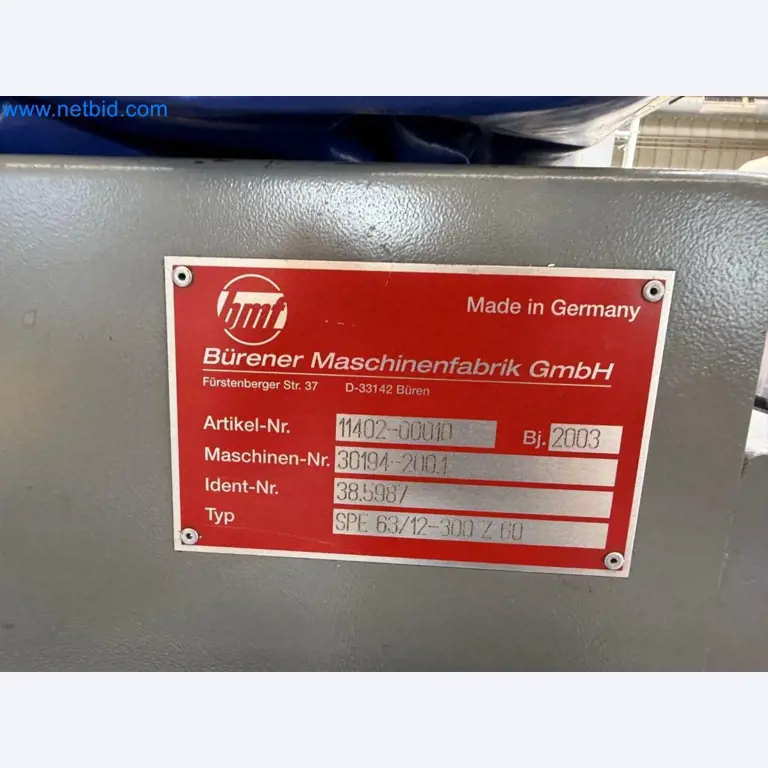 www.netbid.com
bmf
Made in Germany
Bürener Maschinenfabrik GmbH
Fürstenberger Str. 37 D-33142 Büren
Artikel-Nr. 11402-00010 Bj. 2003
Maschinen-Nr. 30194-200.1
Ident-Nr. 38.5987
Typ SPE 63/12-300 Z 60